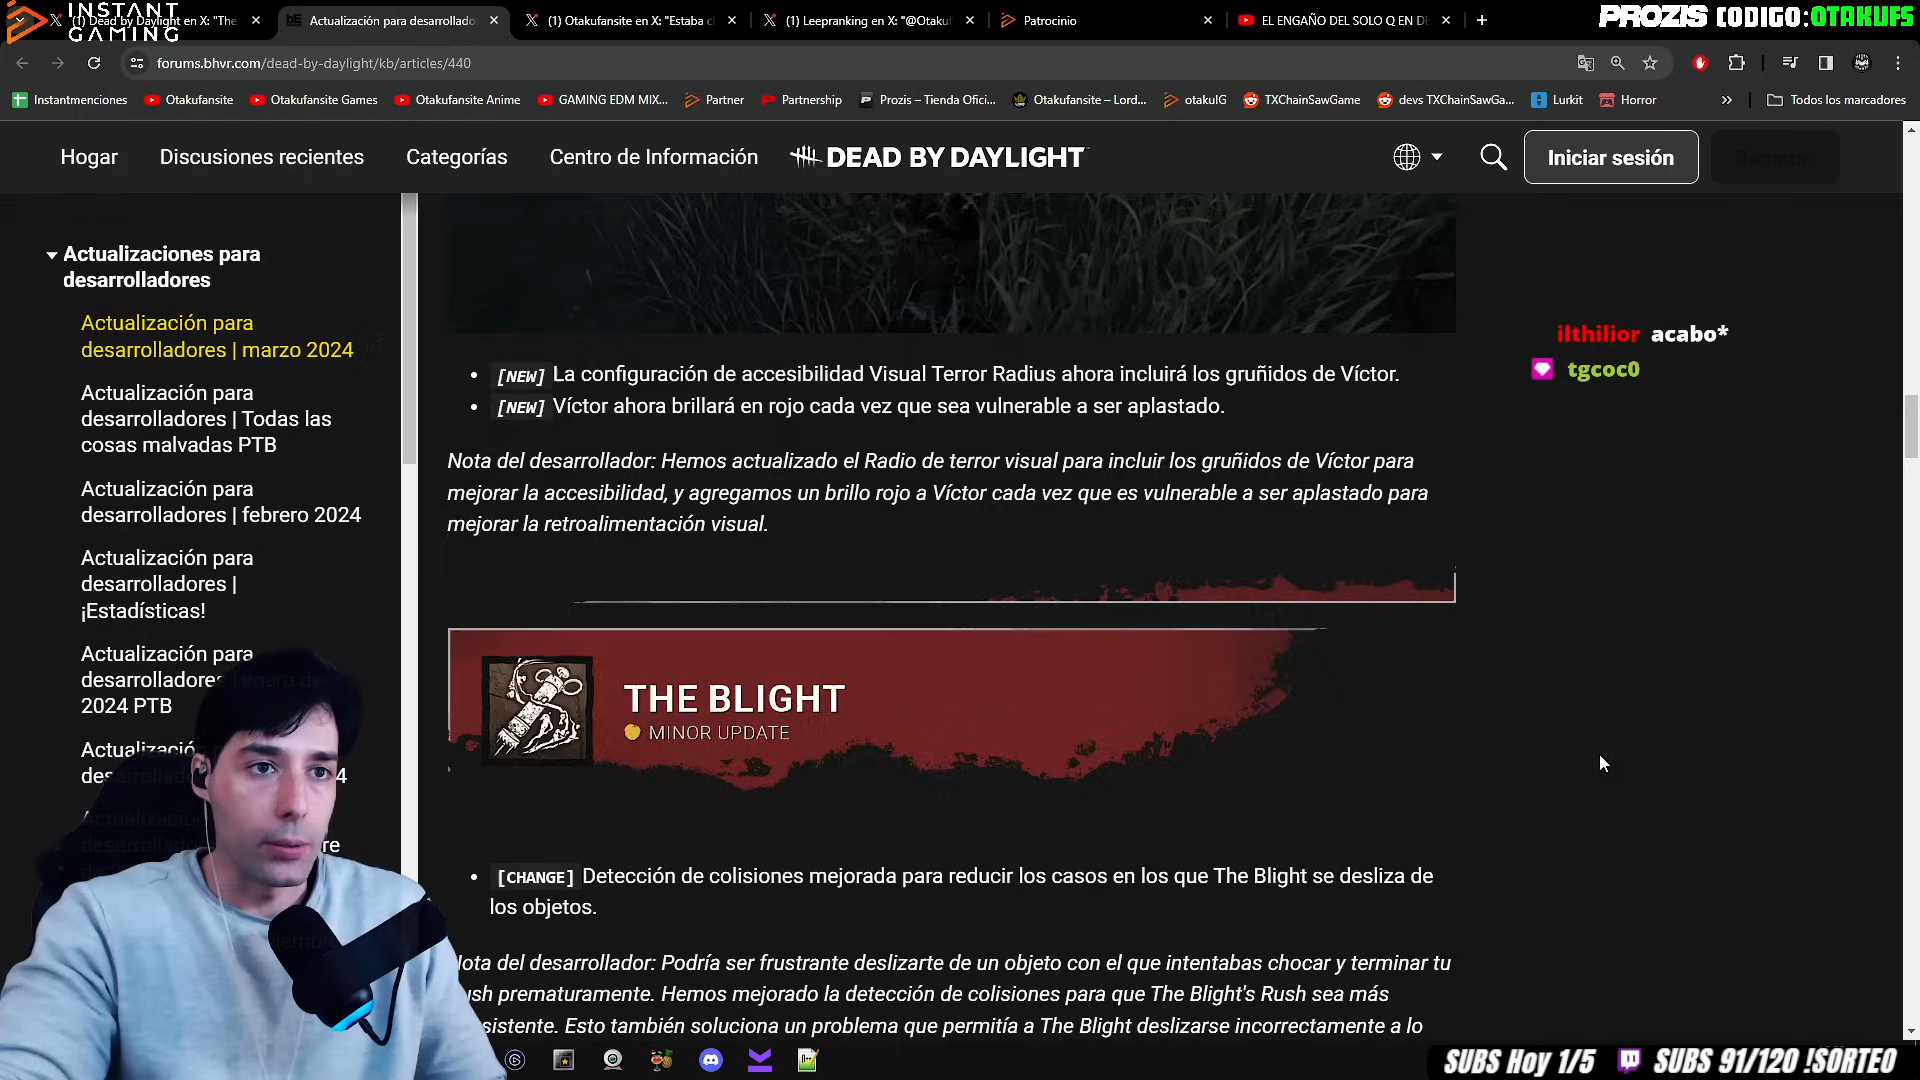 INSTANT GAMING
Dead by Daylight en X: "The
Actualización para desarrollado
(1) Otakufansite en X: "Estaba c
(1) Leepranking en X: "@Otakuf
Patrocinio
EL ENGAÑO DEL SOLO Q EN DE
PROZIS CODIGO:OTAKUFS
forums.bhvr.com/dead-by-daylight/kb/articles/440
Instantmenciones
Otakufansite
Otakufansite Games
Otakufansite Anime
GAMING EDM MIX...
Partner
Partnership
Prozis – Tienda Ofici...
Otakufansite – Lord...
otakuIG
TXChainSawGame
devs TXChainSawGa...
Lurkit
Horror
Todos los marcadores
Hogar
Discusiones recientes
Categorías
Centro de Información
DEAD BY DAYLIGHT
Iniciar sesión
Actualizaciones para
desarrolladores
Actualización para
desarrolladores | marzo 2024
Actualización para
desarrolladores | Todas las
cosas malvadas PTB
Actualización para
desarrolladores | febrero 2024
Actualización para
desarrolladores |
¡Estadísticas!
Actualización para
desarrolladores | enero de
2024 PTB
[NEW] La configuración de accesibilidad Visual Terror Radius ahora incluirá los gruñidos de Víctor.
[NEW] Víctor ahora brillará en rojo cada vez que sea vulnerable a ser aplastado.
Nota del desarrollador: Hemos actualizado el Radio de terror visual para incluir los gruñidos de Víctor para
mejorar la accesibilidad, y agregamos un brillo rojo a Víctor cada vez que es vulnerable a ser aplastado para
mejorar la retroalimentación visual.
THE BLIGHT
MINOR UPDATE
[CHANGE] Detección de colisiones mejorada para reducir los casos en los que The Blight se desliza de
los objetos.
Nota del desarrollador: Podría ser frustrante deslizarte de un objeto con el que intentabas chocar y terminar tu
prematuramente. Hemos mejorado la detección de colisiones para que The Blight's Rush sea más
sistente. Esto también soluciona un problema que permitía a The Blight deslizarse incorrectamente a lo
ilthilior acabo*
tgcoc0
SUBS Hoy 1/5
SUBS 91/120 !SORTEO